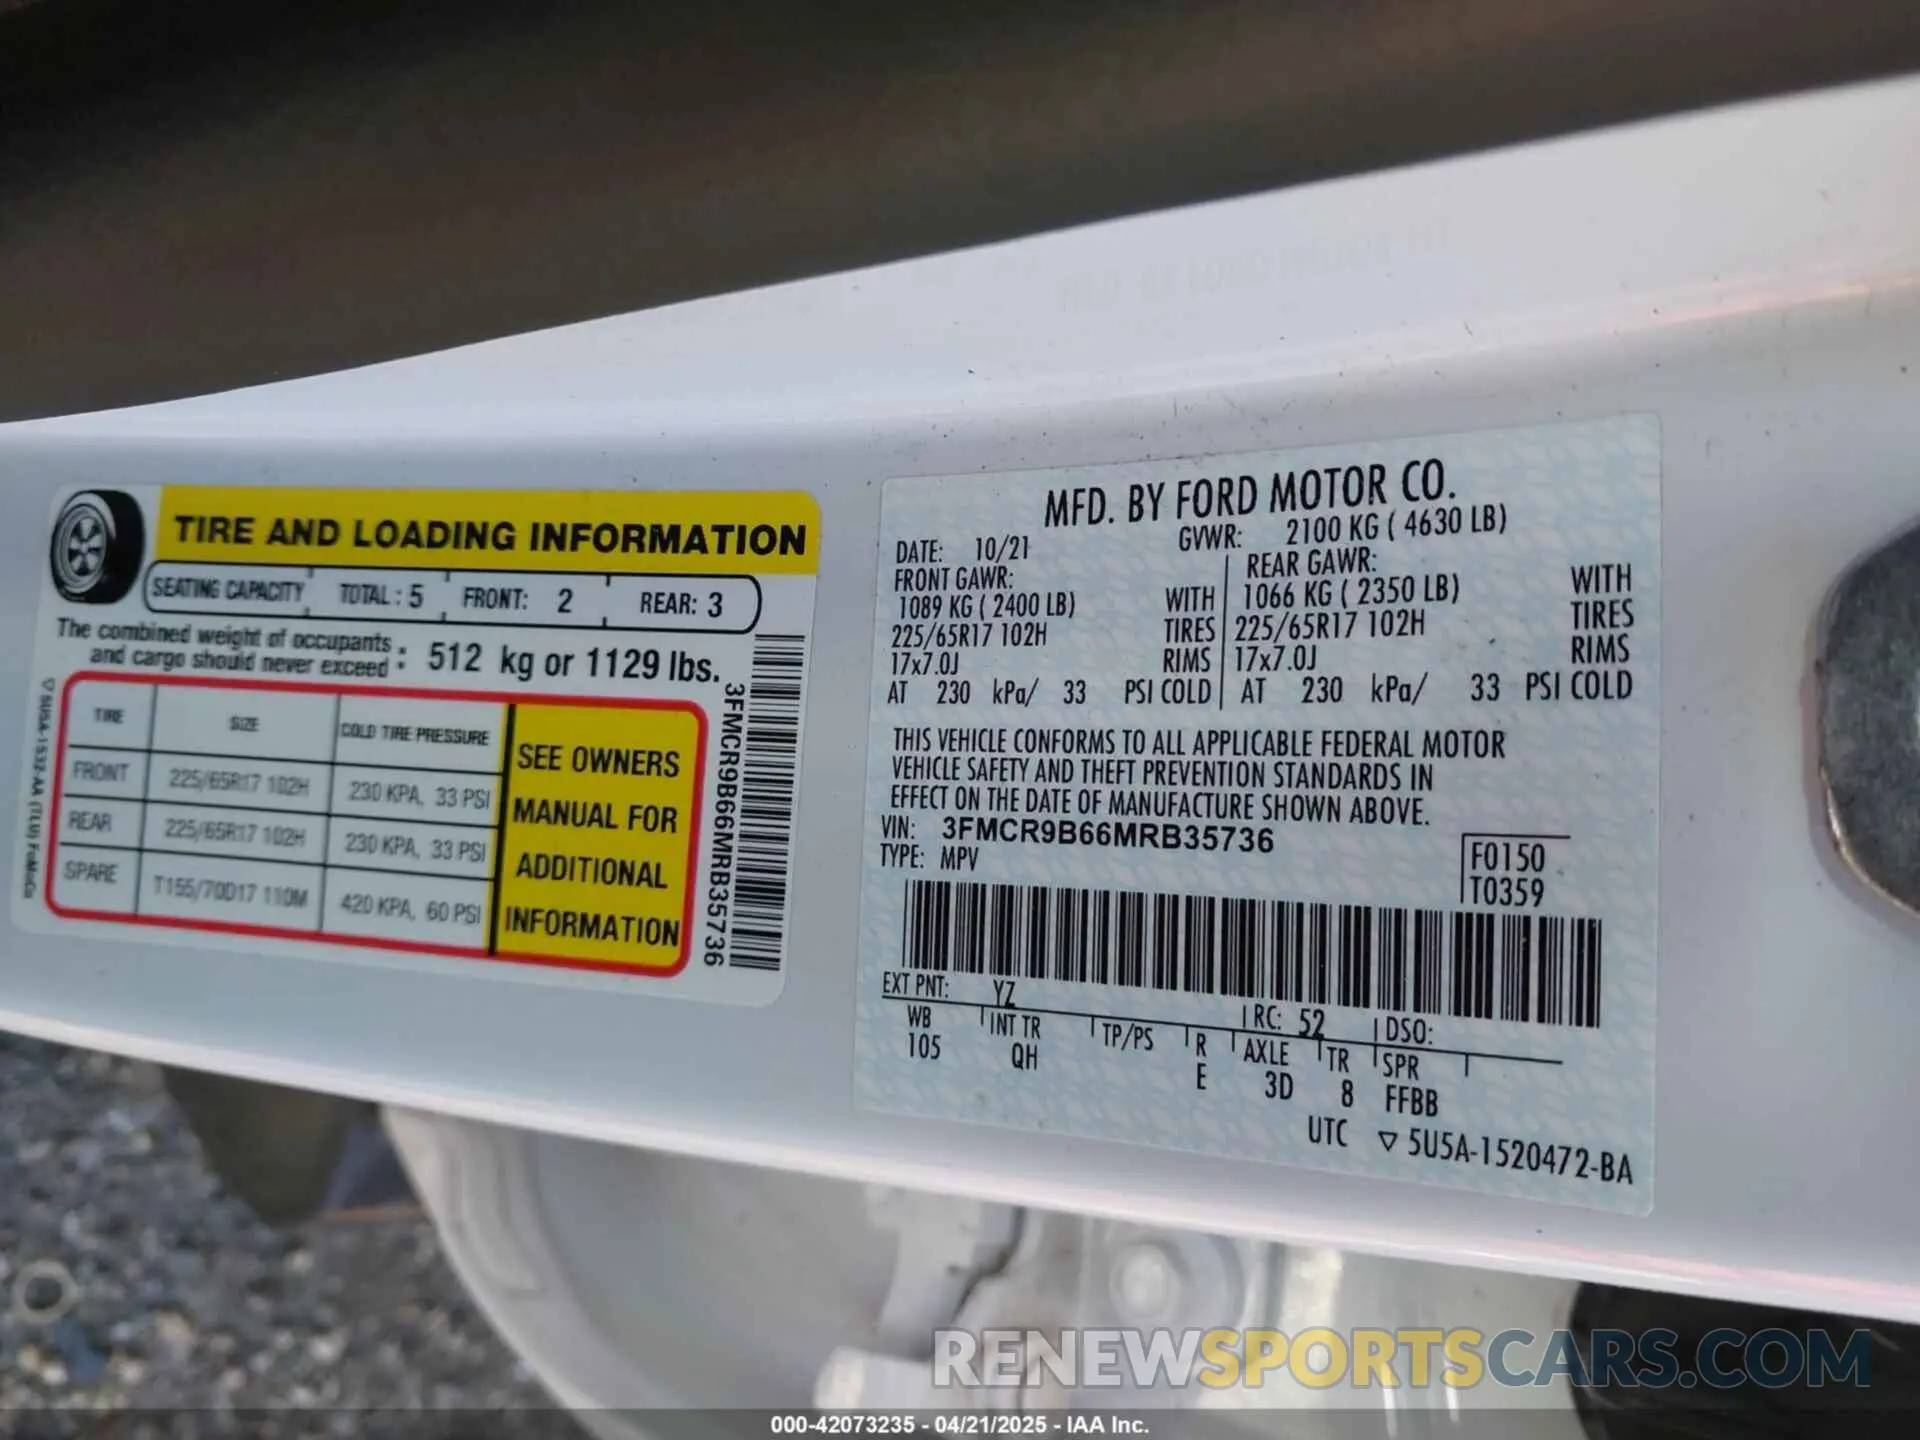 TIRE AND LOADING INFORMATION
SEATING CAPACITY TOTAL: 5 FRONT: 2 REAR: 3
The combined weight of occupants
and cargo should never exceed : 512 kg or 1129 lbs.
TIRE SIZE COLD TIRE PRESSURE
FRONT 225/65R17 102H 230 KPA, 33 PSI
REAR 225/65R17 102H 230 KPA, 33 PSI
SPARE T155/70D17 110M 420 KPA, 60 PSI
SEE OWNERS
MANUAL FOR
ADDITIONAL
INFORMATION
3FMCR9B66MRB35736
5U5A-1532-AA (TLU) FoMoCo
MFD. BY FORD MOTOR CO.
DATE: 10/21 GVWR: 2100 KG ( 4630 LB)
FRONT GAWR: REAR GAWR:
1089 KG ( 2400 LB) WITH 1066 KG ( 2350 LB) WITH
225/65R17 102H TIRES 225/65R17 102H TIRES
17x7.0J RIMS 17x7.0J RIMS
AT 230 kPa/ 33 PSI COLD AT 230 kPa/ 33 PSI COLD
THIS VEHICLE CONFORMS TO ALL APPLICABLE FEDERAL MOTOR
VEHICLE SAFETY AND THEFT PREVENTION STANDARDS IN
EFFECT ON THE DATE OF MANUFACTURE SHOWN ABOVE.
VIN: 3FMCR9B66MRB35736
TYPE: MPV
F0150
T0359
EXT PNT: YZ RC: 52 DSO:
WB INT TR TP/PS R AXLE TR SPR
105 QH E 3D 8 FFBB
UTC ▽ 5U5A-1520472-BA
RENEWSPORTSCARS.COM
000-42073235 - 04/21/2025 - IAA Inc.